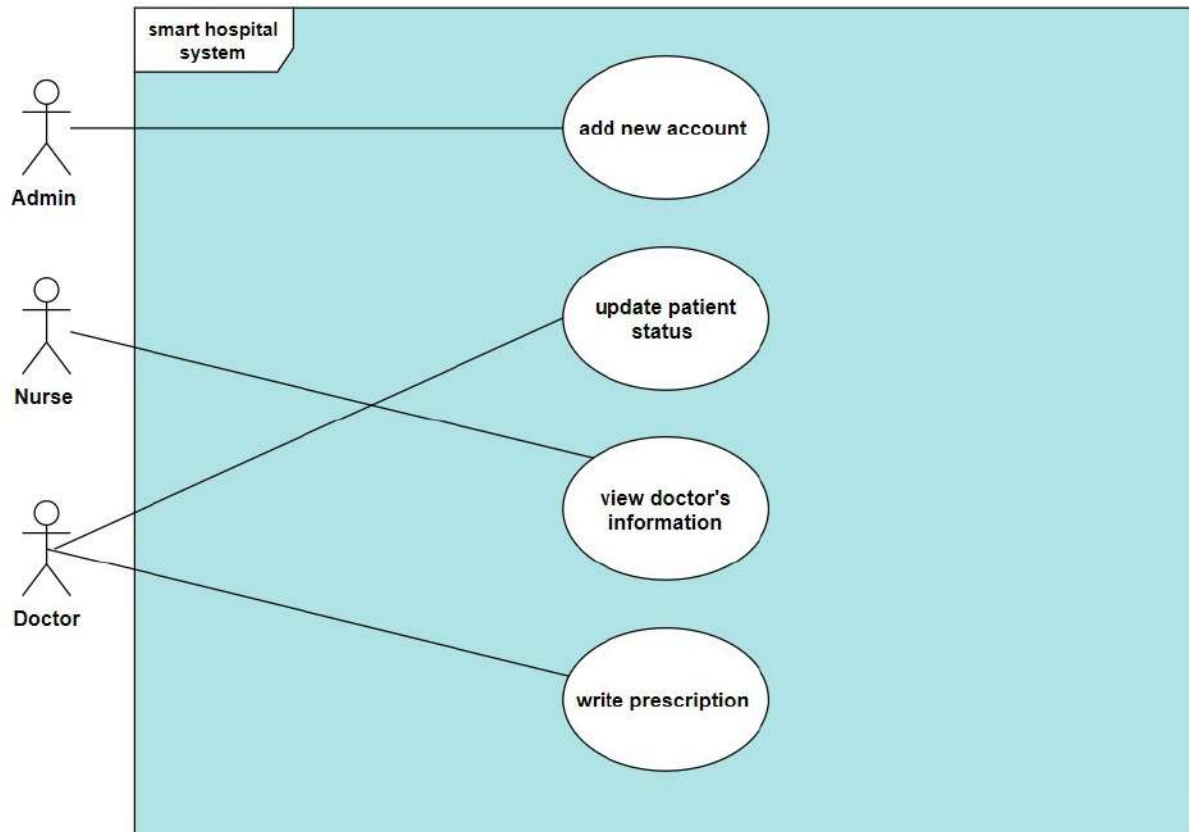 smart hospital
system
add new account
Admin
update patient
status
Nurse
view doctor's
information
Doctor
write prescription